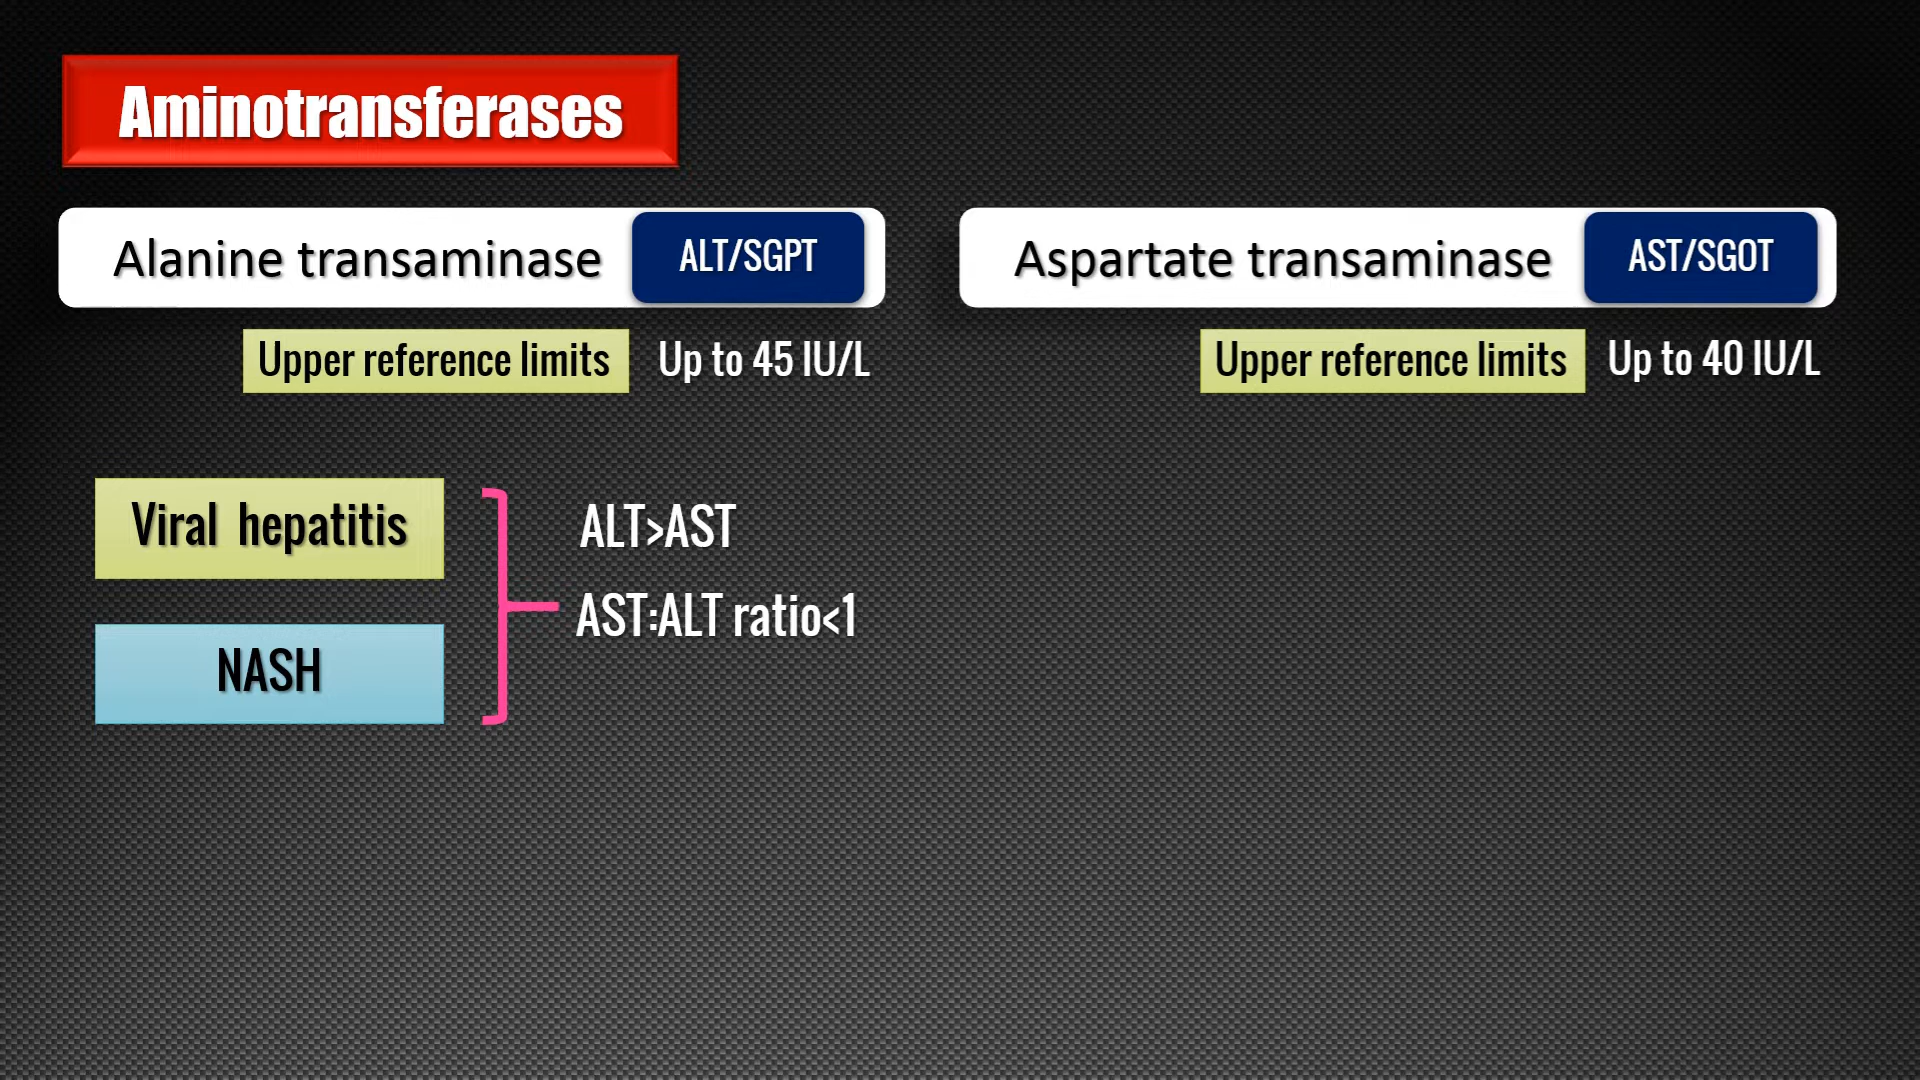 Aminotransferases
Alanine transaminase ALT/SGPT
Upper reference limits Up to 45 IU/L
Aspartate transaminase AST/SGOT
Upper reference limits Up to 40 IU/L
Viral hepatitis
NASH
ALT>AST
AST:ALT ratio<1